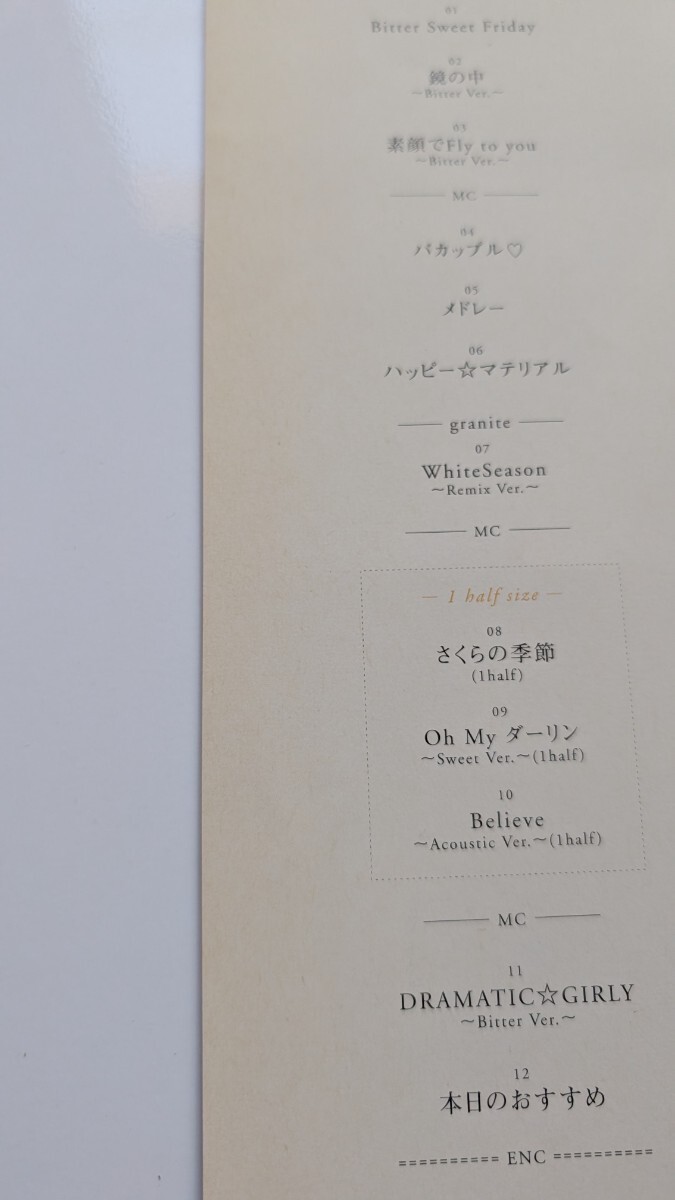 01
Bitter Sweet Friday
02
鏡の中
～Bitter Ver.～
03
素顔でFly to you
～Bitter Ver.～
MC
04
バカップル♡
05
メドレー
06
ハッピー☆マテリアル
granite
07
WhiteSeason
～Remix Ver.～
MC
— 1 half size —
08
さくらの季節
(1half)
09
Oh My ダーリン
～Sweet Ver.～(1half)
10
Believe
～Acoustic Ver.～(1half)
MC
11
DRAMATIC☆GIRLY
～Bitter Ver.～
12
本日のおすすめ
========== ENC ==========